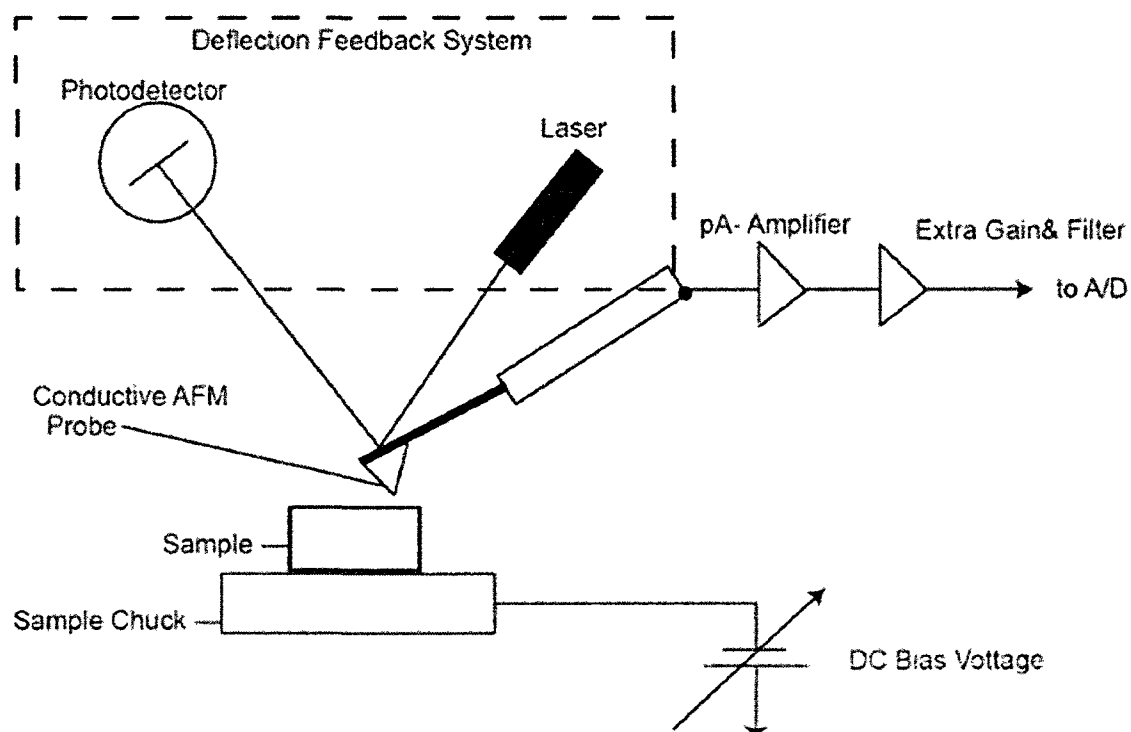 Deflection Feedback System
Photodetector
Laser
pA- Amplifier
Extra Gain& Filter
to A/D
Conductive AFM
Probe
Sample
Sample Chuck
DC Bias Vottage